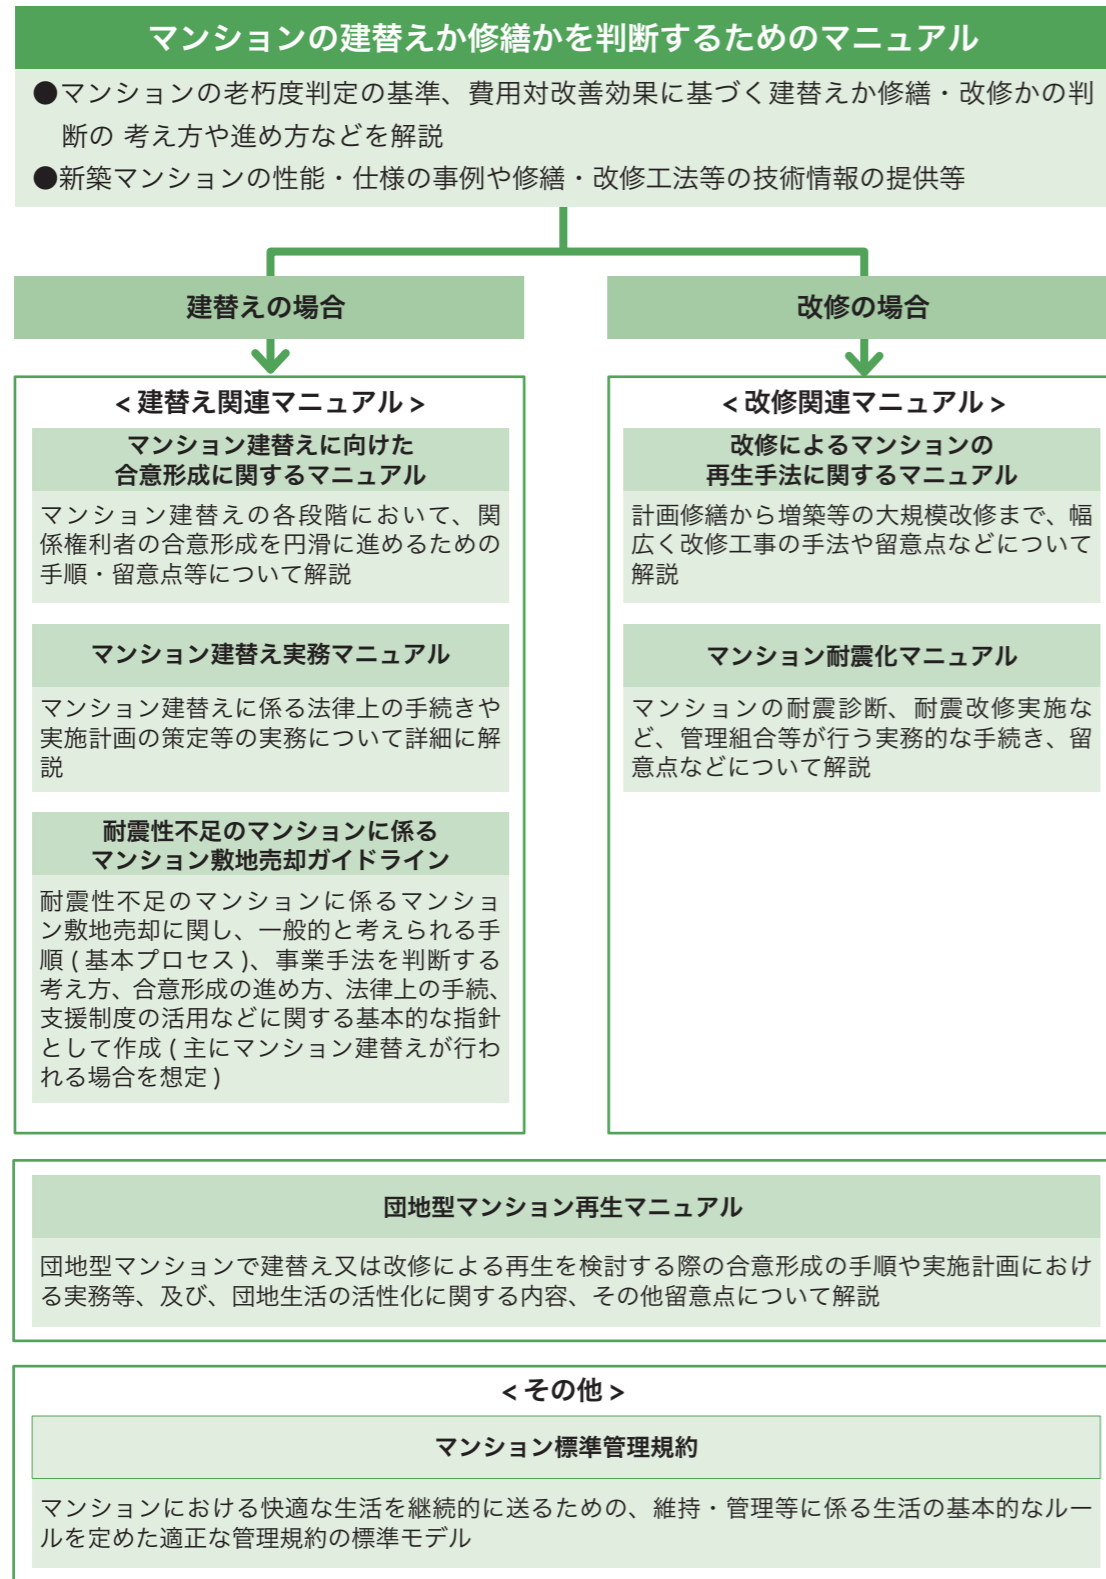 マンションの建替えか修繕かを判断するためのマニュアル
●マンションの老朽度判定の基準、費用対改善効果に基づく建替えか修繕・改修かの判
断の 考え方や進め方などを解説
●新築マンションの性能・仕様の事例や修繕・改修工法等の技術情報の提供等
建替えの場合
<建替え関連マニュアル>
マンション建替えに向けた
合意形成に関するマニュアル
マンション建替えの各段階において、関
係権利者の合意形成を円滑に進めるための
手順・留意点等について解説
マンション建替え実務マニュアル
マンション建替えに係る法律上の手続きや
実施計画の策定等の実務について詳細に解
説
耐震性不足のマンションに係る
マンション敷地売却ガイドライン
耐震性不足のマンションに係るマンショ
ン敷地売却に関し、一般的と考えられる手
順(基本プロセス)、事業手法を判断する
考え方、合意形成の進め方、法律上の手続、
支援制度の活用などに関する基本的な指針
として作成(主にマンション建替えが行わ
れる場合を想定)
改修の場合
<改修関連マニュアル>
改修によるマンションの
再生手法に関するマニュアル
計画修繕から増築等の大規模改修まで、幅
広く改修工事の手法や留意点などについて
解説
マンション耐震化マニュアル
マンションの耐震診断、耐震改修実施な
ど、管理組合等が行う実務的な手続き、留
意点などについて解説
団地型マンション再生マニュアル
団地型マンションで建替え又は改修による再生を検討する際の合意形成の手順や実施計画におけ
る実務等、及び、団地生活の活性化に関する内容、その他留意点について解説
<その他>
マンション標準管理規約
マンションにおける快適な生活を継続的に送るための、維持・管理等に係る生活の基本的なルー
ルを定めた適正な管理規約の標準モデル